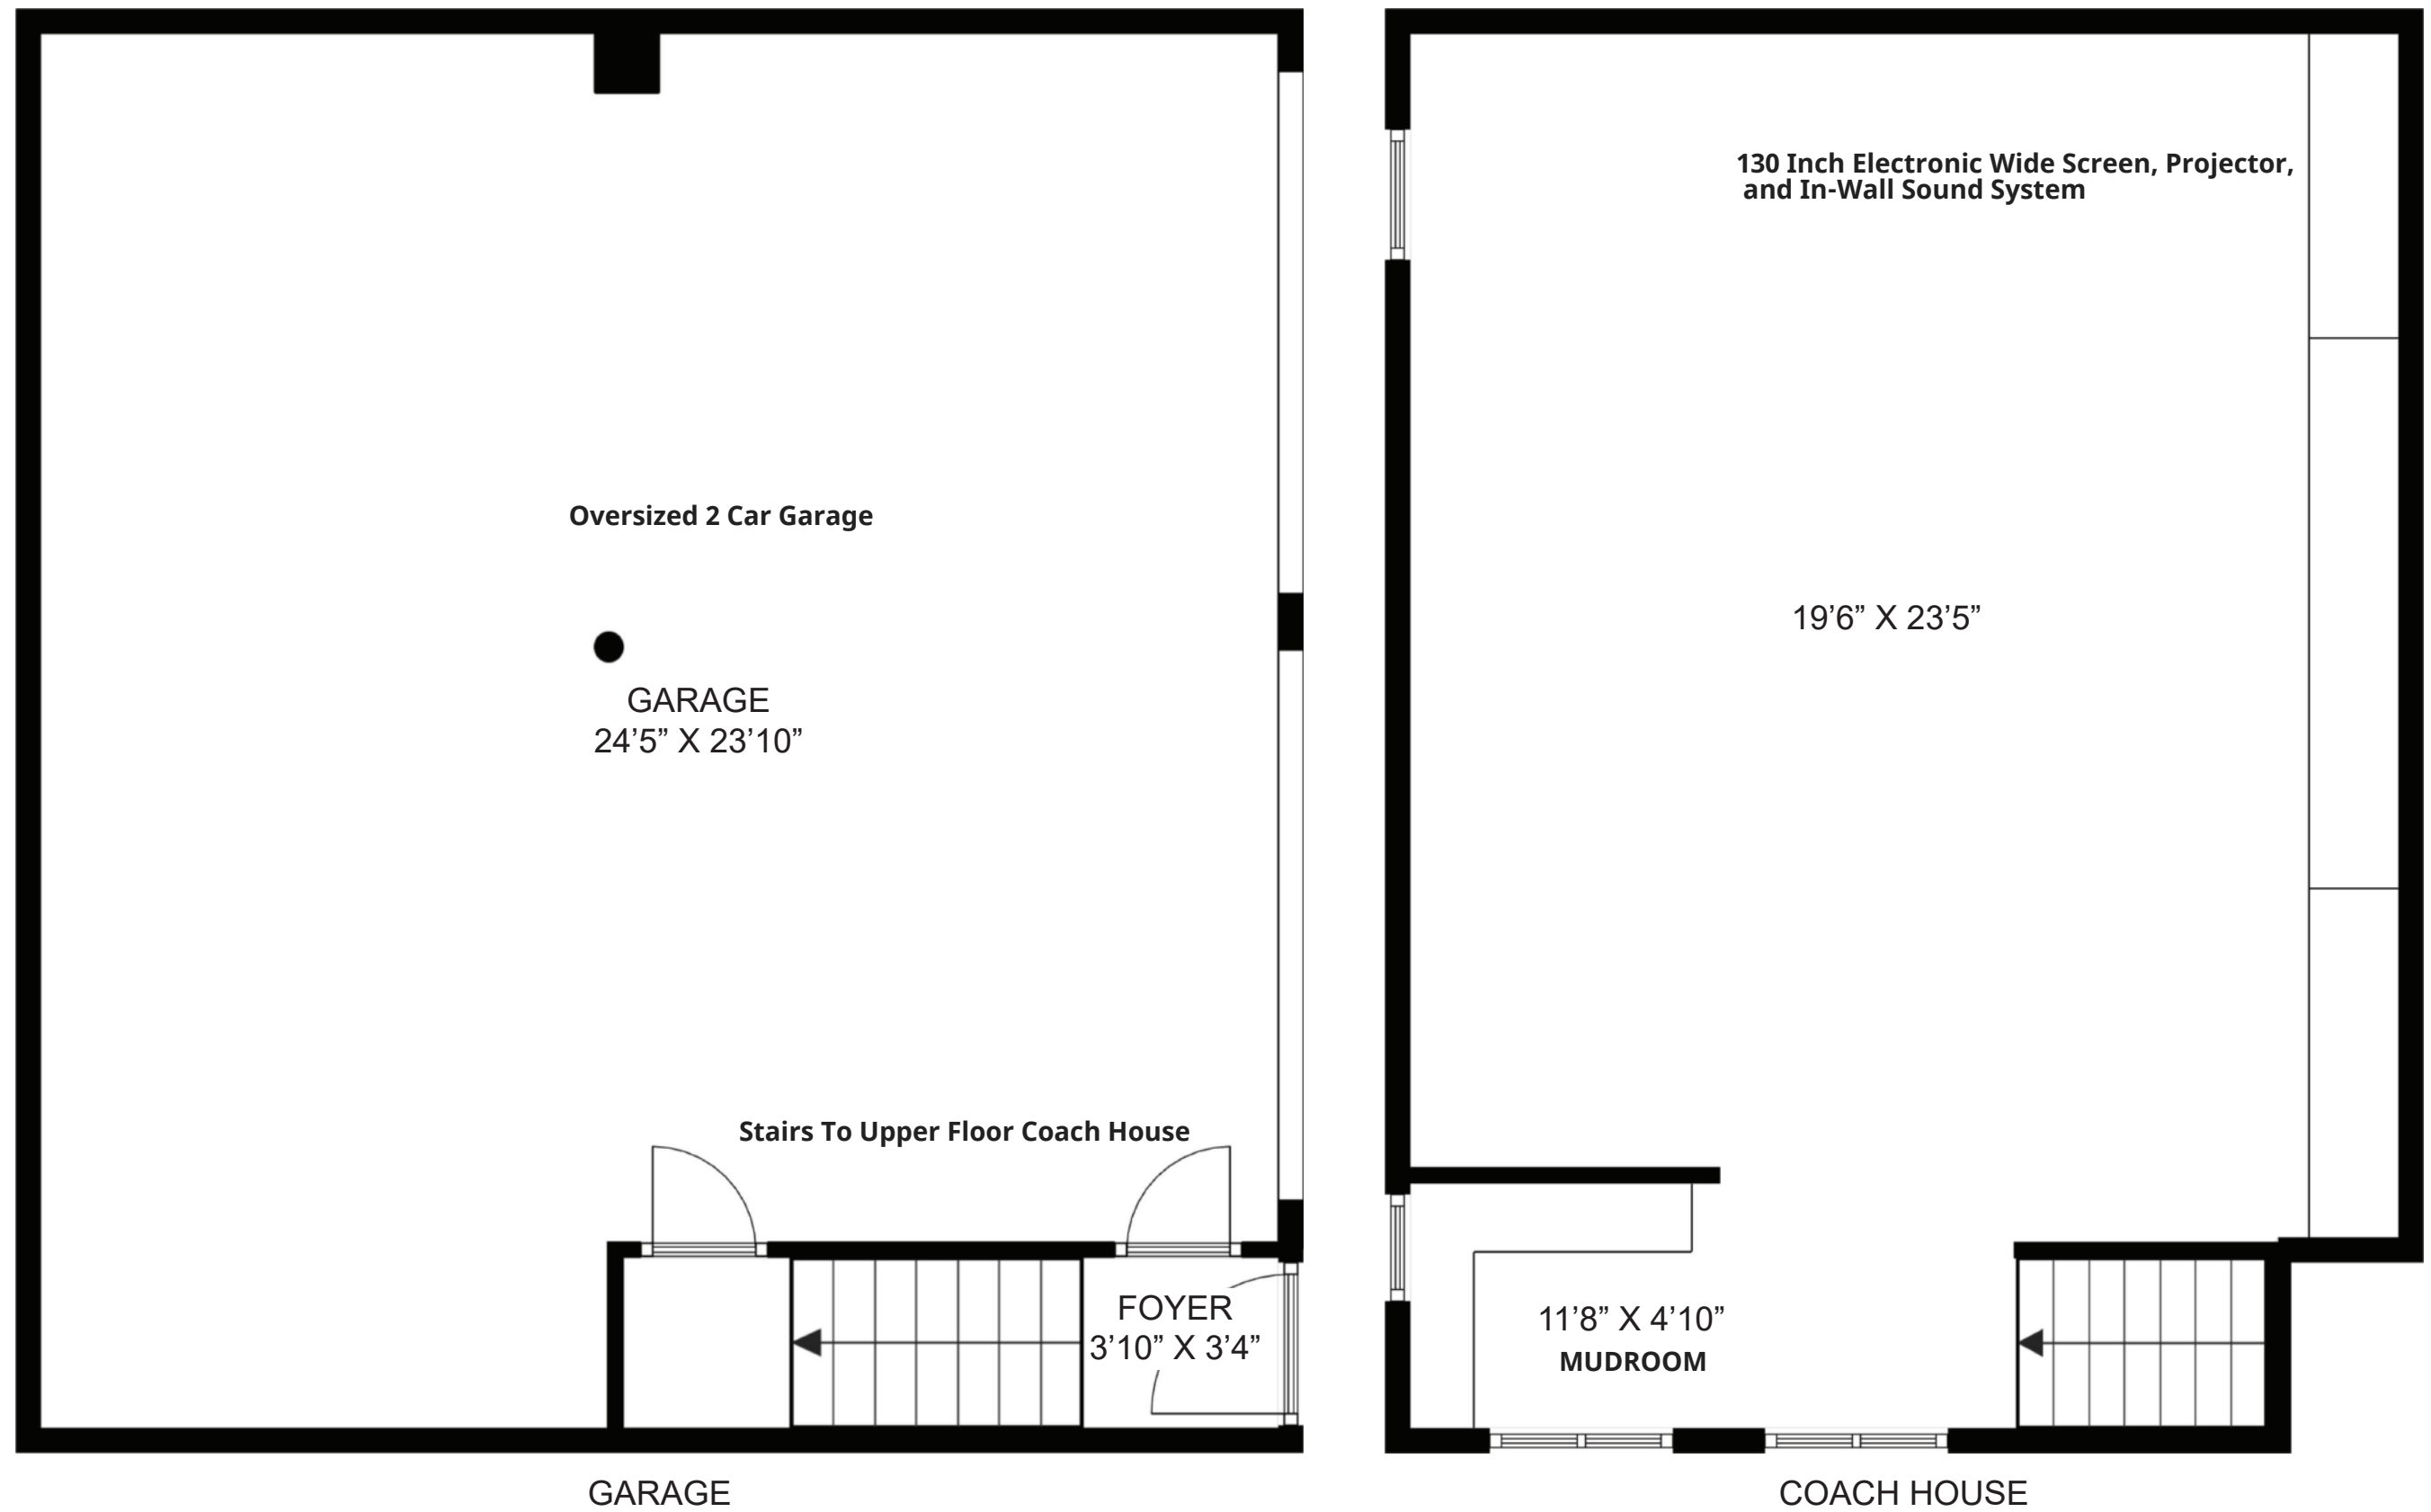 Oversized 2 Car Garage
GARAGE
24’5” X 23’10”
Stairs To Upper Floor Coach House
FOYER
3’10” X 3’4”
GARAGE
130 Inch Electronic Wide Screen, Projector,
and In-Wall Sound System
19’6” X 23’5”
11’8” X 4’10”
MUDROOM
COACH HOUSE